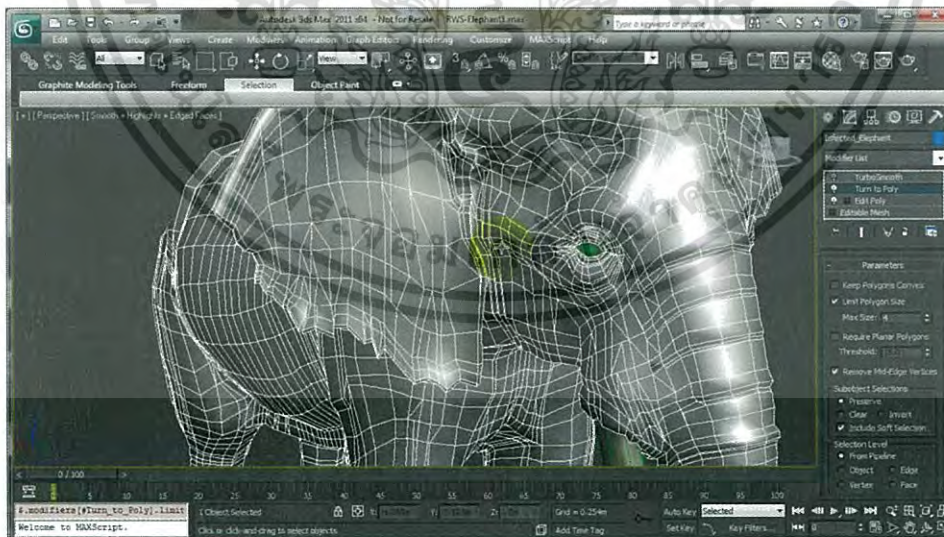 Autodesk 3ds Max 2011 x64 - Not for Resale RWS-Elephant3.max
Type a keyword or phrase
Edit Tools Group Views Create Modifiers Animation Graph Editors Rendering Customize MAXScript Help
All View
Graphite Modeling Tools Freeform Selection Object Paint
[ + ] [ Perspective ] [ Smooth + Highlights + Edged Faces ]
Modifier List
TurboSmooth
Turn to Poly
Edit Poly
Editable Mesh
Parameters
Keep Polygons Convex
Limit Polygon Size
Max Size: 4
Require Planar Polygons
Threshold:
Remove Mid-Edge Vertices
Subobject Selections
Preserve
Clear Invert
Include Soft Selection
Selection Level
From Pipeline
Object Edge
Vertex Face
0 / 100
5 10 15 20 25 30 35 40 45 50 55 60 65 70 75 80 85 90 95 100
$.modifiers[#Turn_to_Poly].limit
Welcome to MAXScript.
1 Object Selected
Click or click-and-drag to select objects
Grid = 0.254m
Add Time Tag
Auto Key Selected
Set Key Key Filters...
0